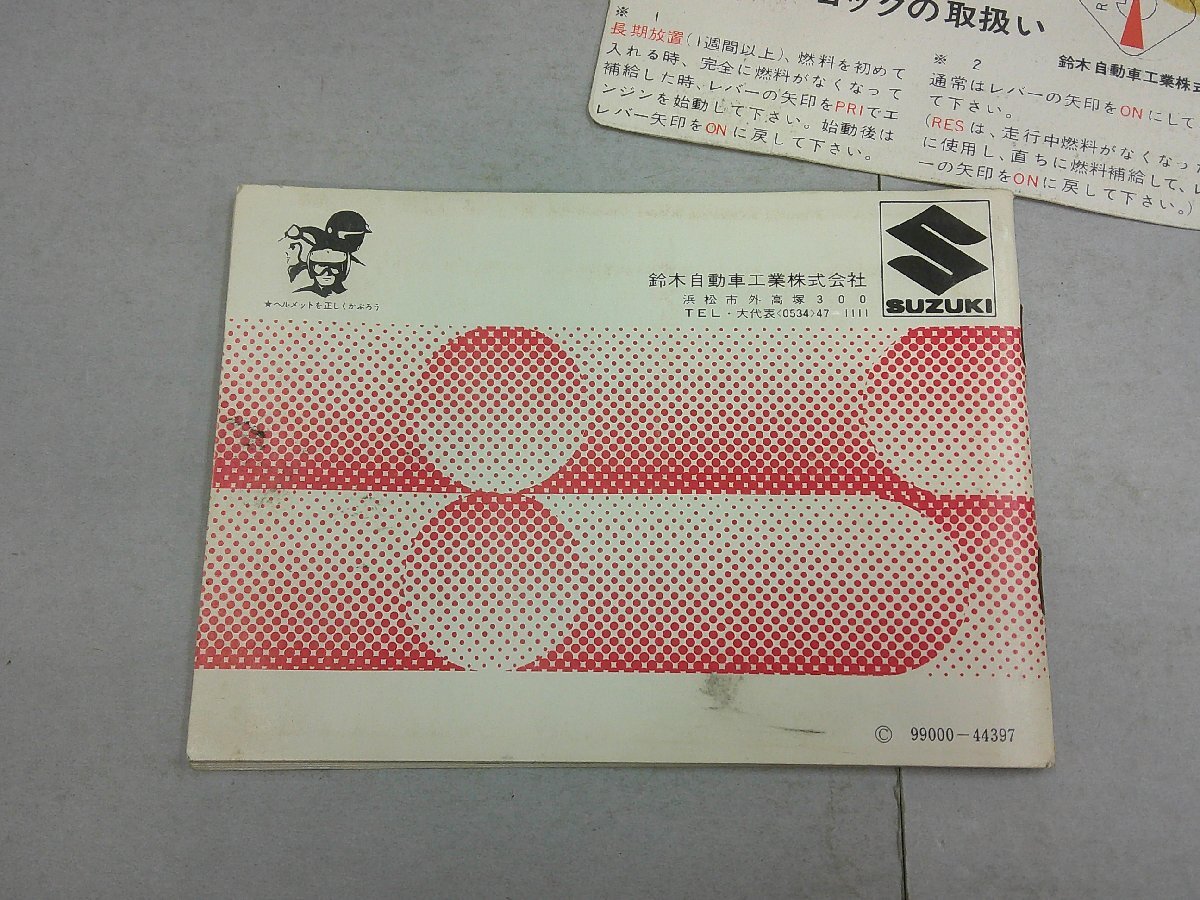 ックの取扱い
※ 1
長期放置(1週間以上)、燃料を初めて
入れる時、完全に燃料がなくなって
補給した時、レバーの矢印をPRIでエ
ンジンを始動して下さい。始動後は
レバー矢印をONに戻して下さい。
鈴木自動車工業株式
※ 2
通常はレバーの矢印をONにして
て下さい。
(RESは、走行中燃料がなくなった
に使用し、直ちに燃料補給して、レ
ーの矢印をONに戻して下さい。)
★ヘルメットを正しくかぶろう
鈴木自動車工業株式会社
浜松市外高塚300
TEL・大代表<0534>47-1111
SUZUKI
© 99000-44397